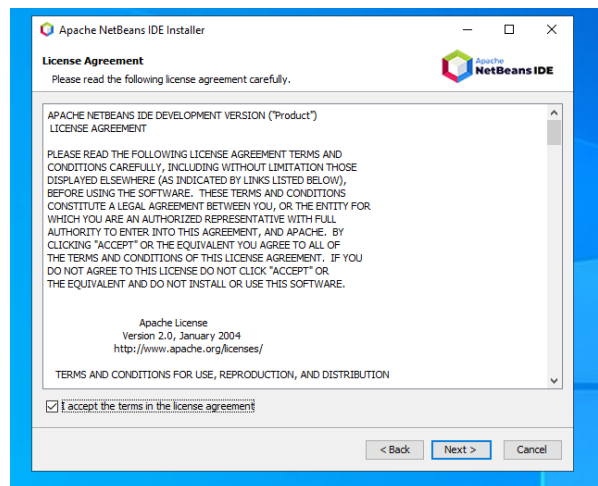 Apache NetBeans IDE Installer
License Agreement
Please read the following license agreement carefully.
Apache
NetBeans IDE
APACHE NETBEANS IDE DEVELOPMENT VERSION ("Product")
LICENSE AGREEMENT
PLEASE READ THE FOLLOWING LICENSE AGREEMENT TERMS AND
CONDITIONS CAREFULLY, INCLUDING WITHOUT LIMITATION THOSE
DISPLAYED ELSEWHERE (AS INDICATED BY LINKS LISTED BELOW),
BEFORE USING THE SOFTWARE. THESE TERMS AND CONDITIONS
CONSTITUTE A LEGAL AGREEMENT BETWEEN YOU, OR THE ENTITY FOR
WHICH YOU ARE AN AUTHORIZED REPRESENTATIVE WITH FULL
AUTHORITY TO ENTER INTO THIS AGREEMENT, AND APACHE. BY
CLICKING "ACCEPT" OR THE EQUIVALENT YOU AGREE TO ALL OF
THE TERMS AND CONDITIONS OF THIS LICENSE AGREEMENT. IF YOU
DO NOT AGREE TO THIS LICENSE DO NOT CLICK "ACCEPT" OR
THE EQUIVALENT AND DO NOT INSTALL OR USE THIS SOFTWARE.
Apache License
Version 2.0, January 2004
http://www.apache.org/licenses/
TERMS AND CONDITIONS FOR USE, REPRODUCTION, AND DISTRIBUTION
I accept the terms in the license agreement
< Back Next > Cancel